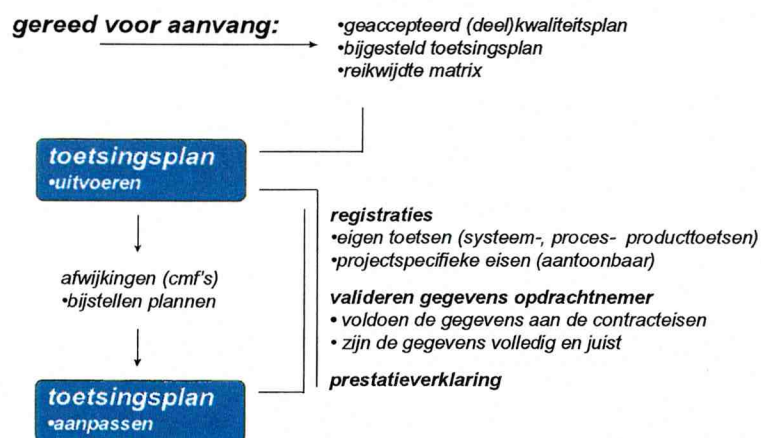 gereed voor aanvang:
•geaccepteerd (deel)kwaliteitsplan
•bijgesteld toetsingsplan
•reikwijdte matrix
toetsingsplan
•uitvoeren
registraties
•eigen toetsen (systeem-, proces- producttoetsen)
•projectspecifieke eisen (aantoonbaar)
afwijkingen (cmf's)
•bijstellen plannen
valideren gegevens opdrachtnemer
• voldoen de gegevens aan de contracteisen
• zijn de gegevens volledig en juist
prestatieverklaring
toetsingsplan
•aanpassen